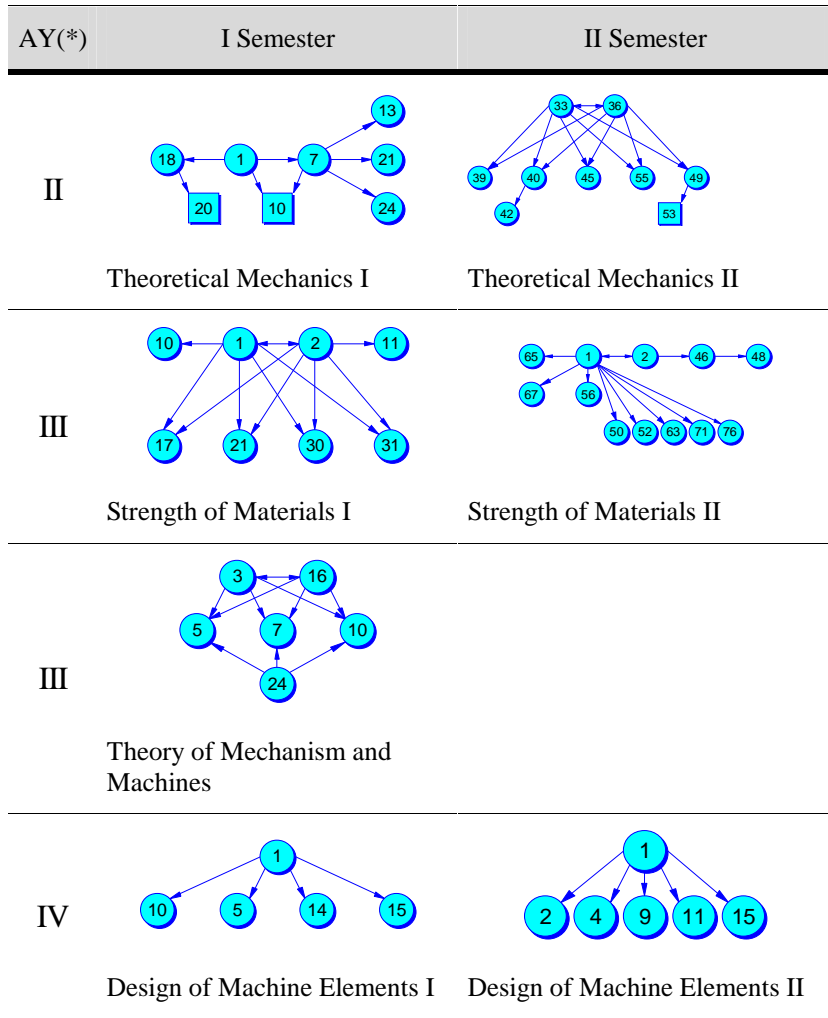 AY(*) I Semester II Semester
II
13
18 1 7 21
20 10 24
33 36
39 40 45 55 49
42 53
Theoretical Mechanics I Theoretical Mechanics II
III
10 1 2 11
17 21 30 31
65 1 2 46 48
67 56
50 52 63 71 76
Strength of Materials I Strength of Materials II
III
3 16
5 7 10
24
Theory of Mechanism and
Machines
IV
1
10 5 14 15
1
2 4 9 11 15
Design of Machine Elements I Design of Machine Elements II